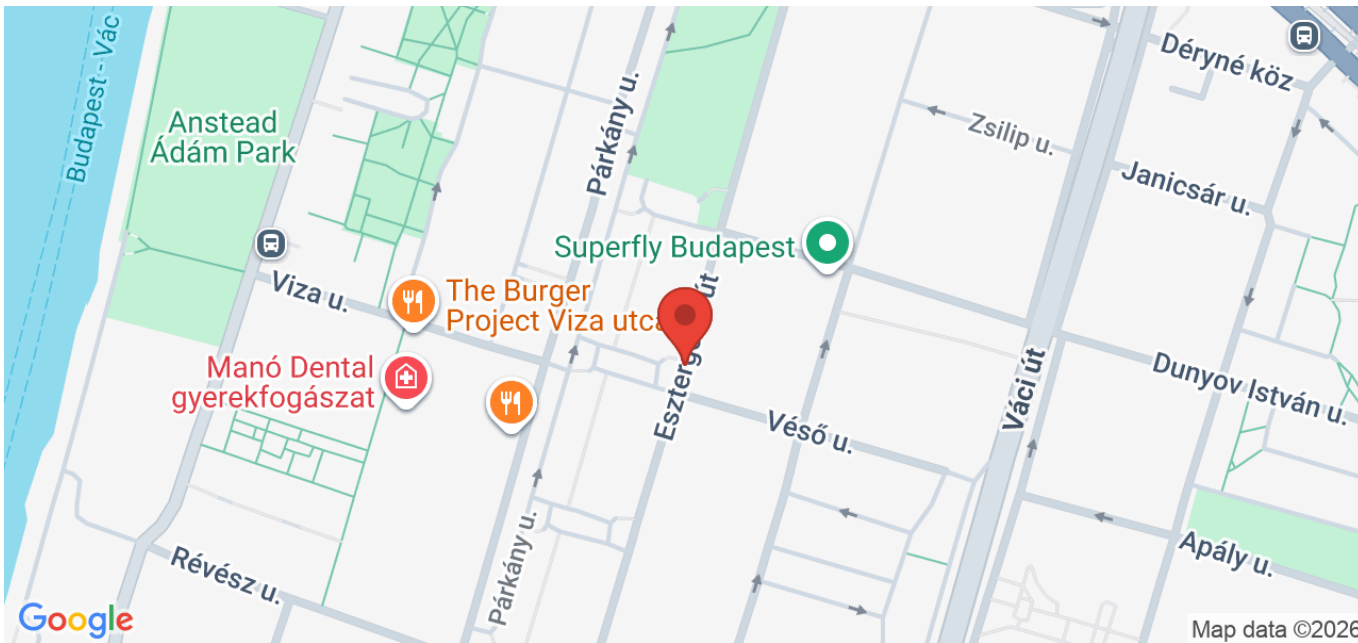 Budapest - Vác
Anstead
Ádám Park
Párkány u.
Déryné köz
Zsilip u.
Janicsár u.
Superfly Budapest
Viza u.
The Burger
Project Viza utca
út
Manó Dental
gyerekfogászat
Véső u.
Váci út
Dunyov István u.
Révész u.
Párkány u.
Apály u.
Google
Map data ©2026